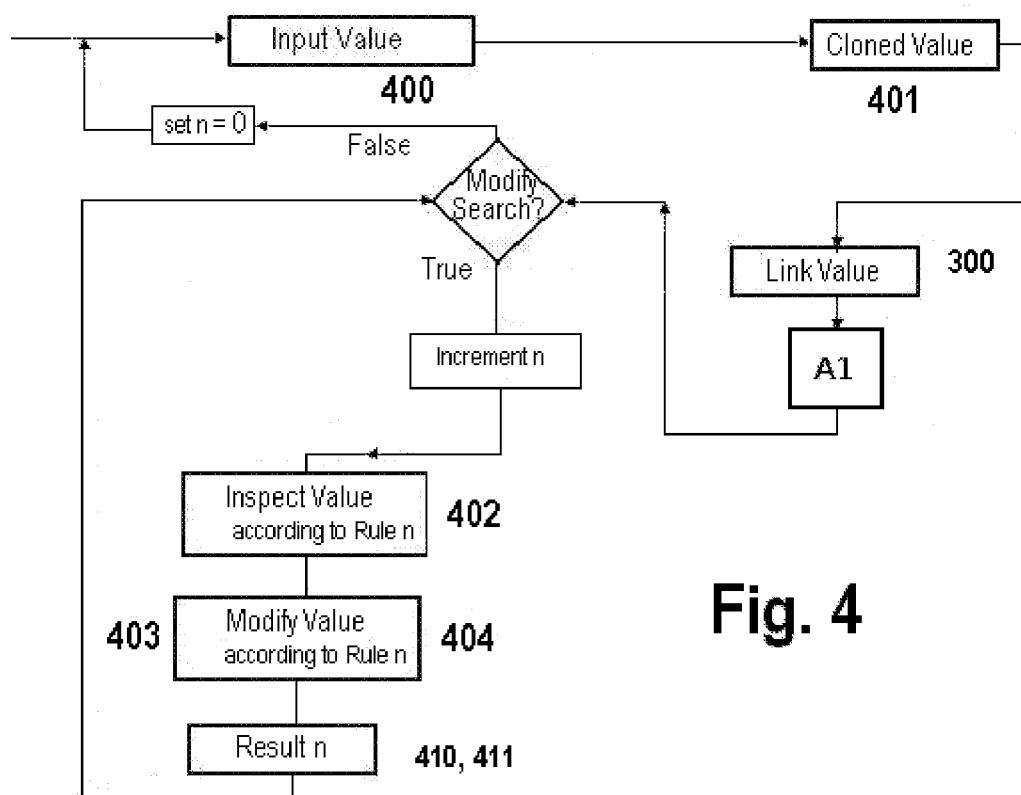 Input Value
400
Cloned Value
401
set n = 0
False
Modify
Search?
True
Link Value
300
A1
Increment n
Inspect Value
according to Rule n
402
403
Modify Value
according to Rule n
404
Result n
410, 411
Fig. 4